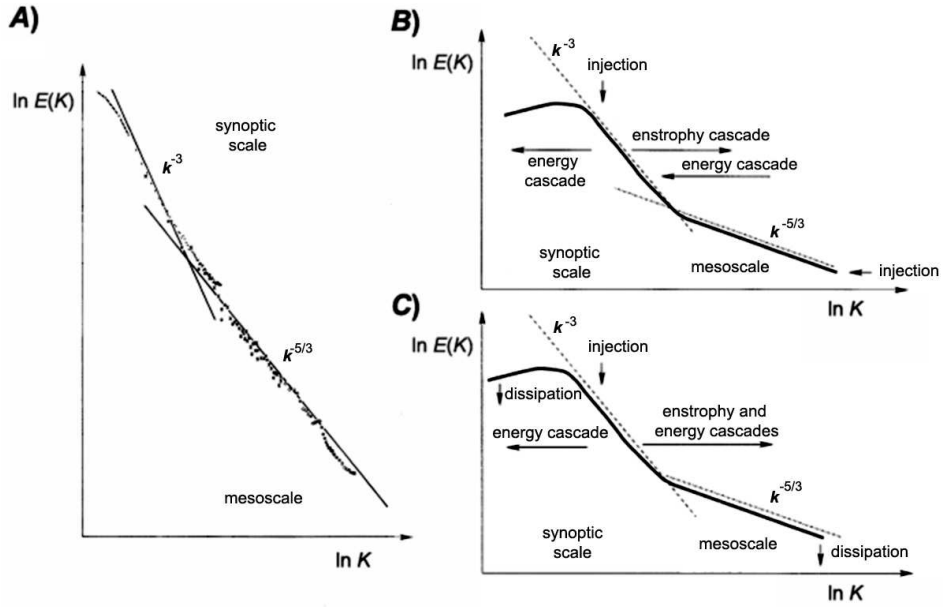 A)
ln E(K)
synoptic
scale
k-3
k-5/3
mesoscale
ln K
B)
ln E(K)
k-3
injection
enstrophy cascade
energy
cascade
energy cascade
k-5/3
synoptic
scale
mesoscale
injection
ln K
C)
ln E(K)
k-3
injection
dissipation
enstrophy and
energy cascades
energy cascade
k-5/3
synoptic
scale
mesoscale
dissipation
ln K